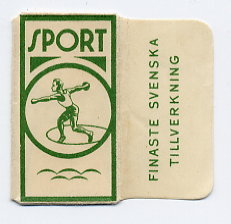 SPORT
FINASTE SVENSKA
TILLVERKNING